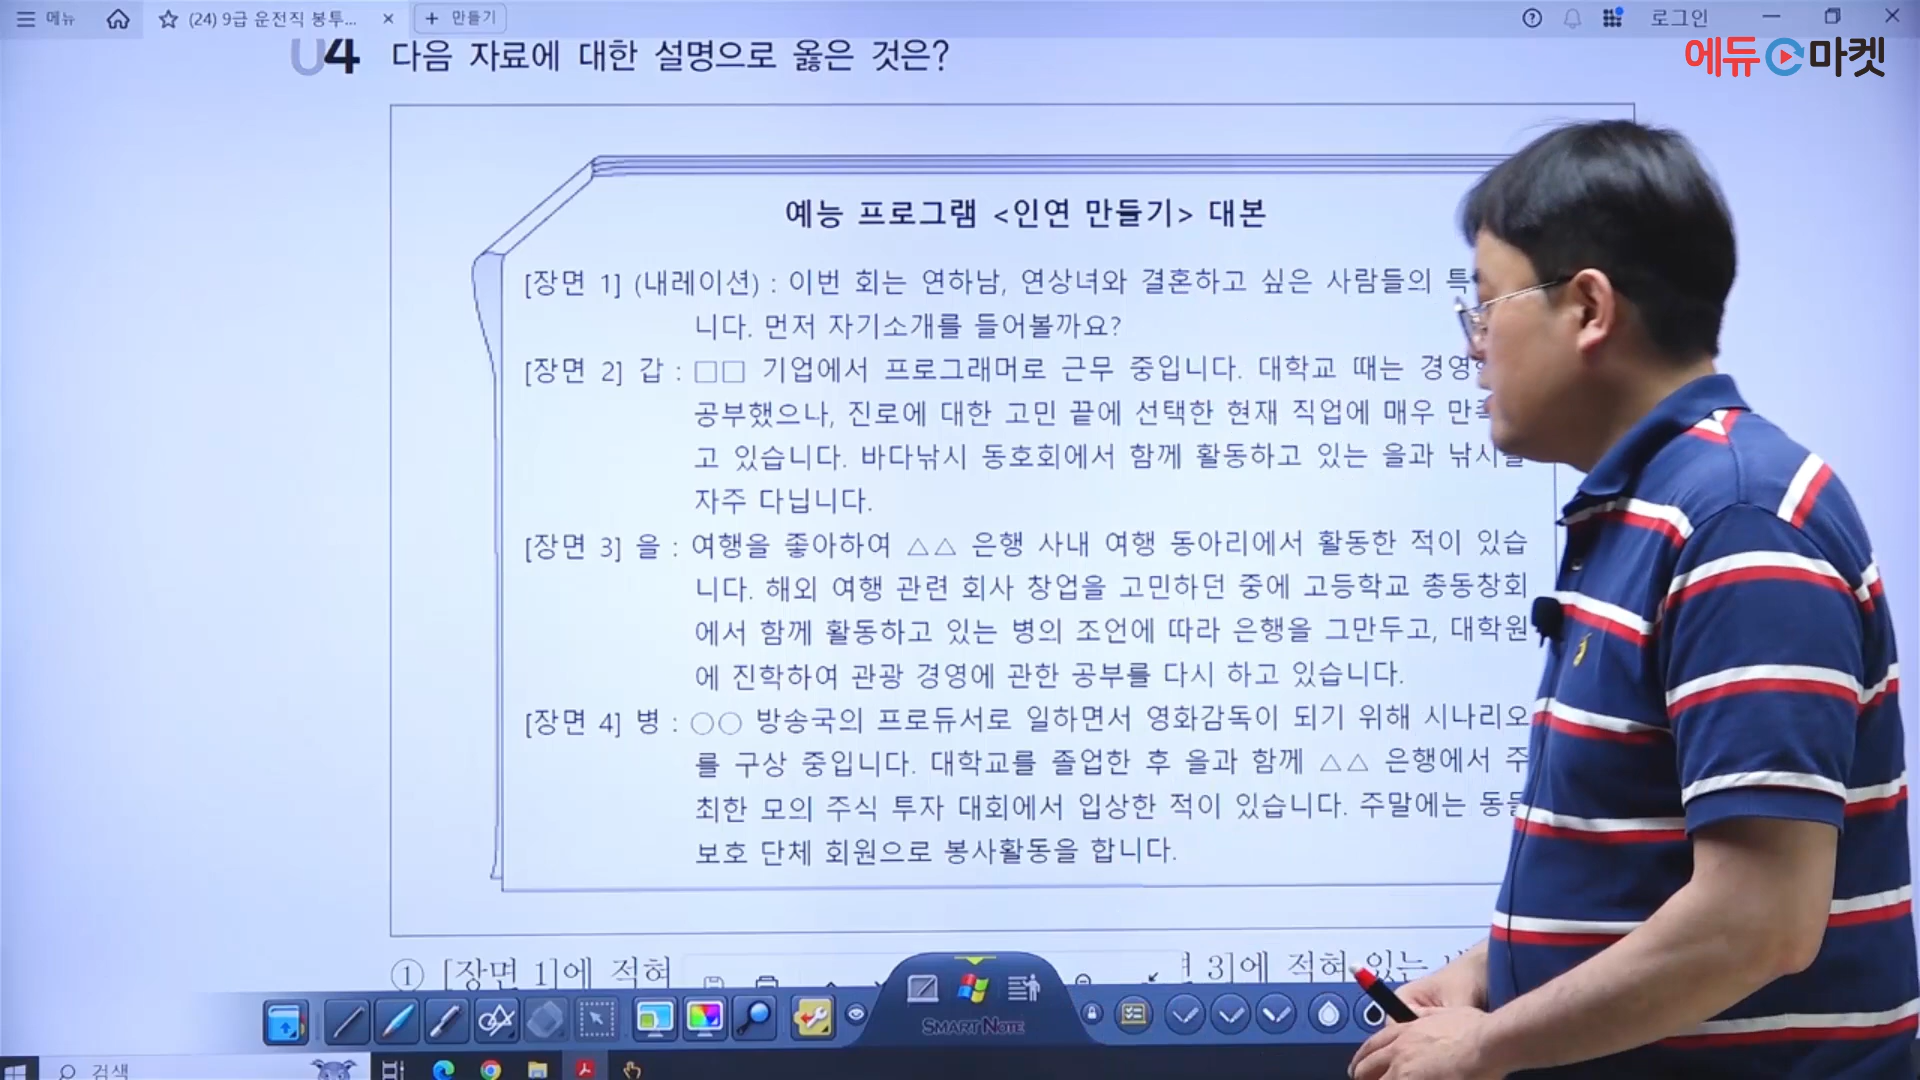 메뉴
(24) 9급 운전직 봉투...
만들기
로그인
에듀마켓
04 다음 자료에 대한 설명으로 옳은 것은?
예능 프로그램 <인연 만들기> 대본
[장면 1] (내레이션) : 이번 회는 연하남, 연상녀와 결혼하고 싶은 사람들의
니다. 먼저 자기소개를 들어볼까요?
[장면 2] 갑 : □□ 기업에서 프로그래머로 근무 중입니다. 대학교 때는
공부했으나, 진로에 대한 고민 끝에 선택한 현재 직업에 매우
고 있습니다. 바다낚시 동호회에서 함께 활동하고 있는 을과 낚시를
자주 다닙니다.
[장면 3] 을 : 여행을 좋아하여 △△ 은행 사내 여행 동아리에서 활동한 적이 있습
니다. 해외 여행 관련 회사 창업을 고민하던 중에 고등학교 총동창회
에서 함께 활동하고 있는 병의 조언에 따라 은행을 그만두고, 대학원
에 진학하여 관광 경영에 관한 공부를 다시 하고 있습니다.
[장면 4] 병 : ○○ 방송국의 프로듀서로 일하면서 영화감독이 되기 위해 시나리오
를 구상 중입니다. 대학교를 졸업한 후 을과 함께 △△ 은행에서 주
최한 모의 주식 투자 대회에서 입상한 적이 있습니다. 주말에는 동물
보호 단체 회원으로 봉사활동을 합니다.
① [장면 1]에 적혀 3]에 적혀 있는
SMART NOTE
검색